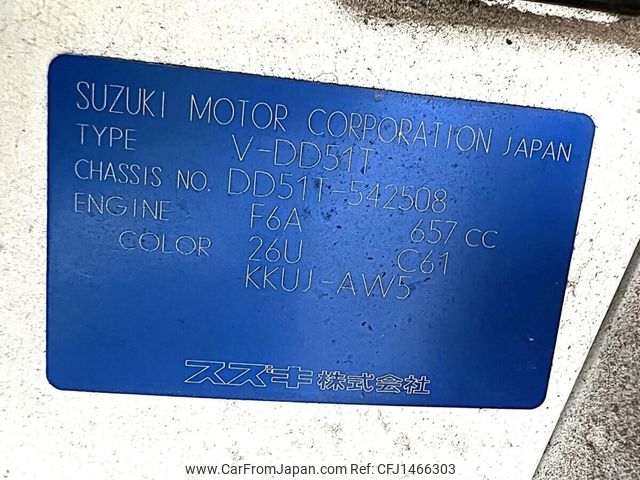 SUZUKI MOTOR CORPORATION JAPAN
TYPE V-DD51T
CHASSIS NO. DD51T-542508
ENGINE F6A 657 CC
COLOR 26U C61
KKUJ-AW5
スズキ株式会社
www.CarFromJapan.com for CFJ1466303